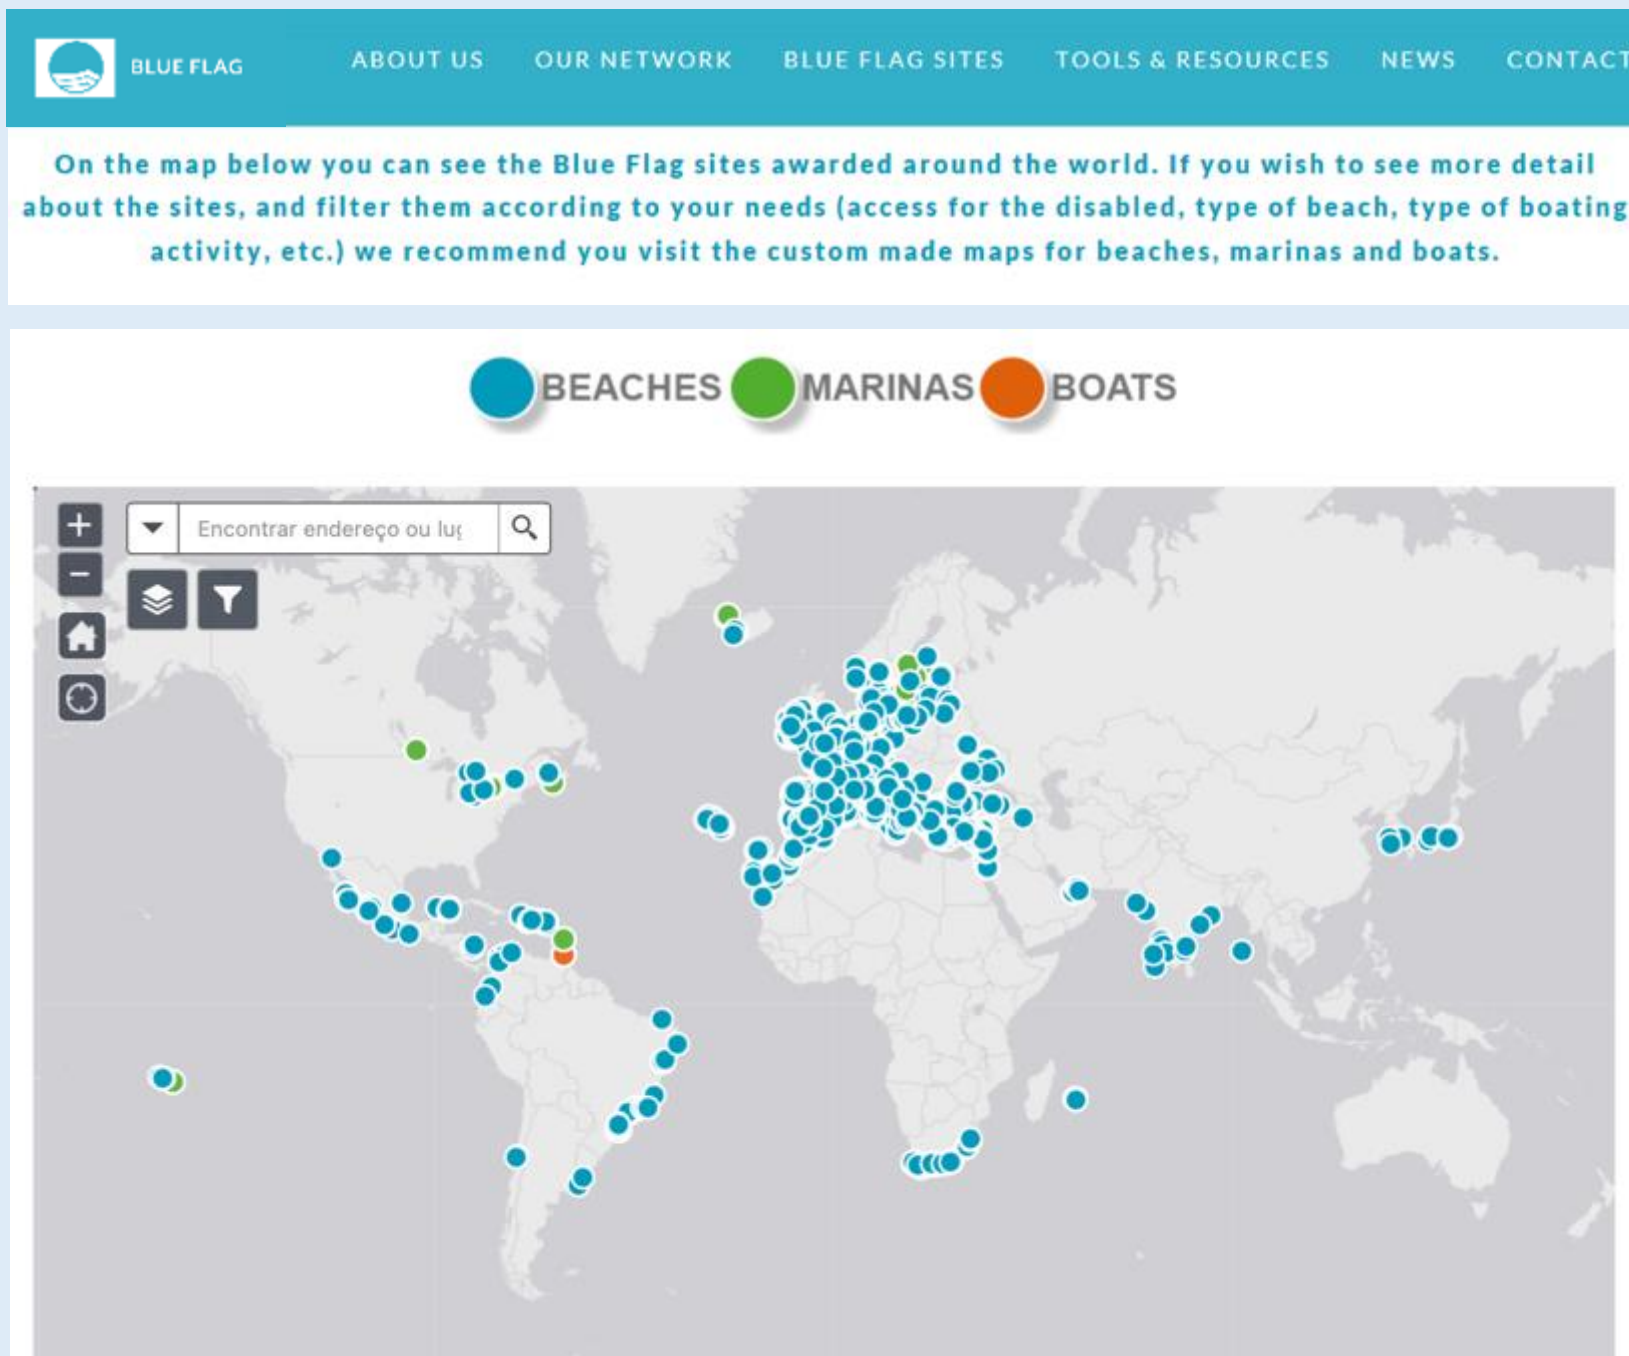 BLUE FLAG
ABOUT US
OUR NETWORK
BLUE FLAG SITES
TOOLS & RESOURCES
NEWS
CONTACT
On the map below you can see the Blue Flag sites awarded around the world. If you wish to see more detail
about the sites, and filter them according to your needs (access for the disabled, type of beach, type of boating
activity, etc.) we recommend you visit the custom made maps for beaches, marinas and boats.
BEACHES
MARINAS
BOATS
Encontrar endereço ou